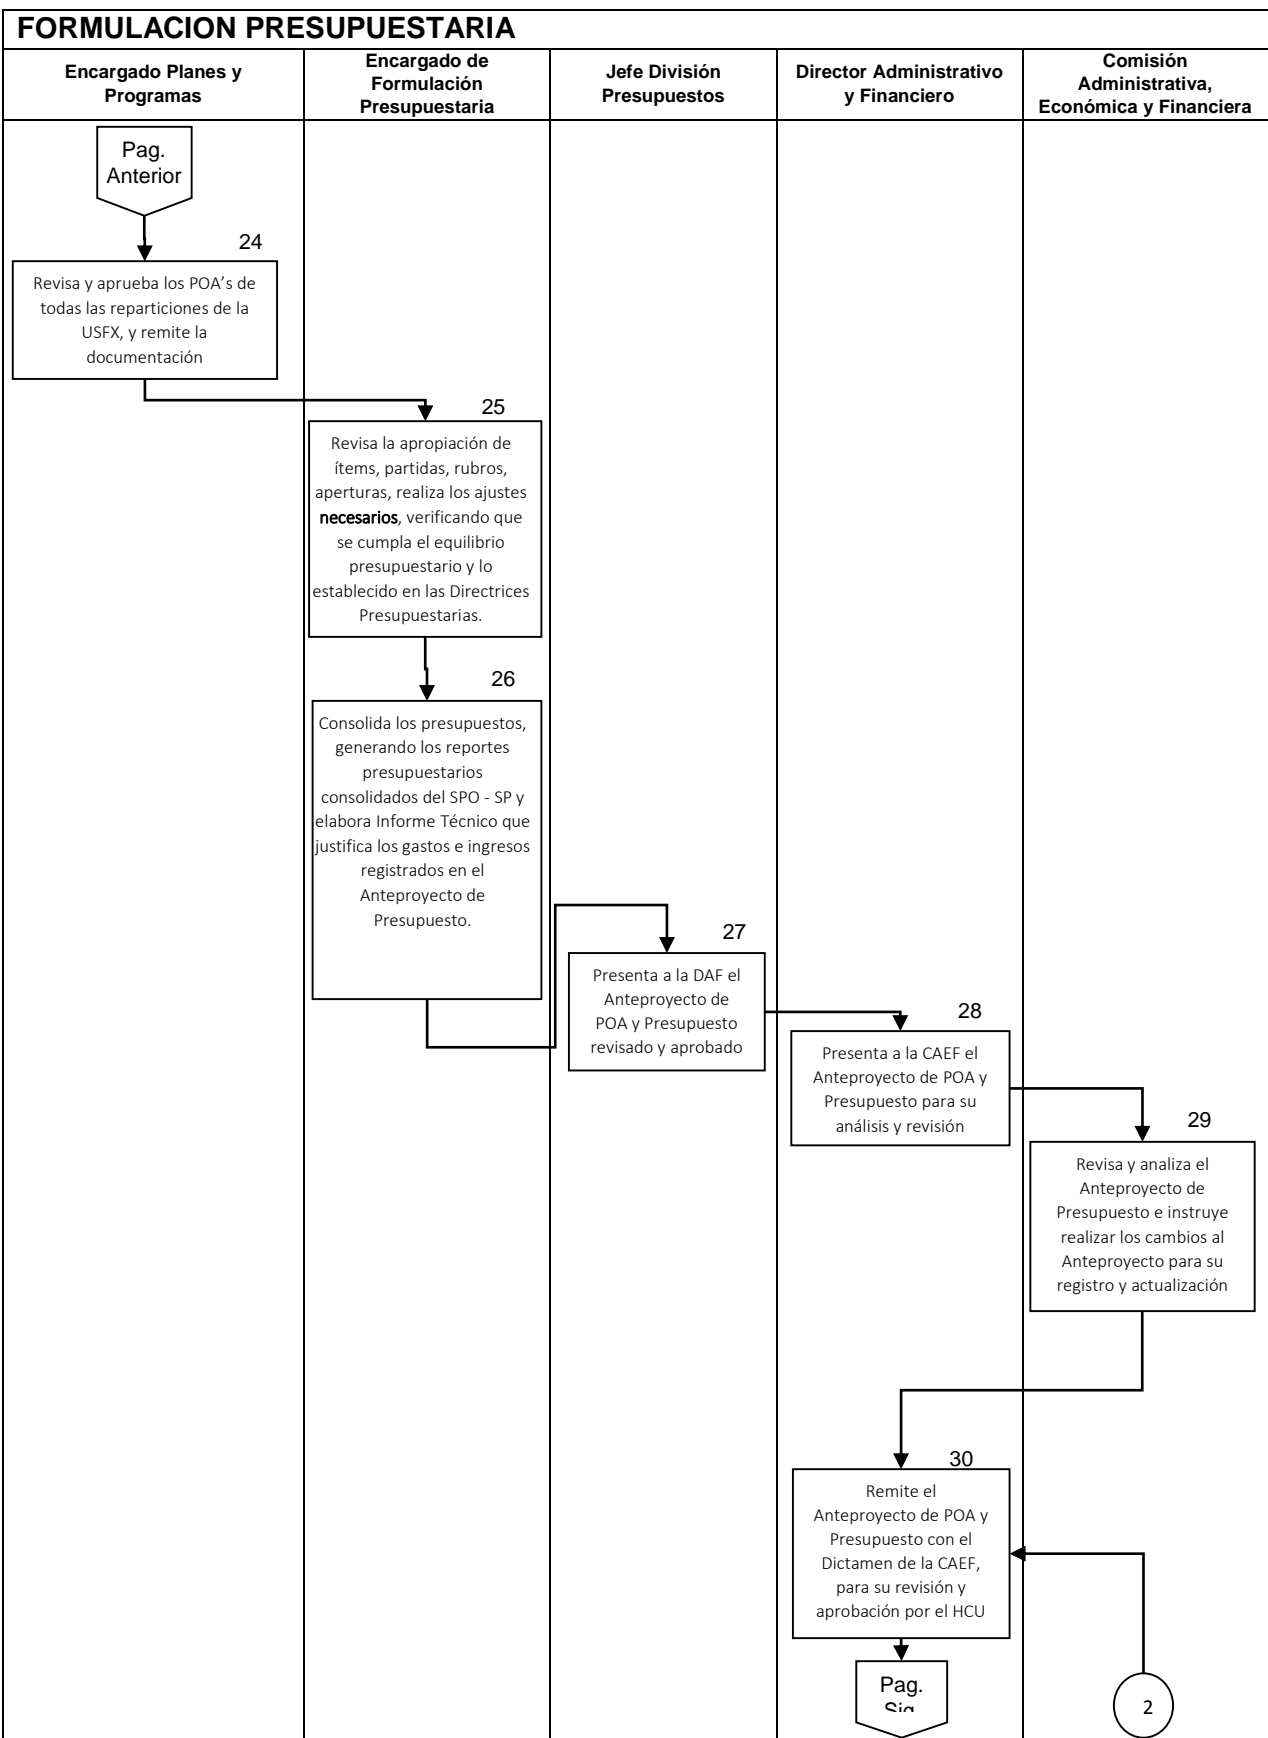 FORMULACION PRESUPUESTARIA
Encargado Planes y
Programas
Encargado de
Formulación
Presupuestaria
Jefe División
Presupuestos
Director Administrativo
y Financiero
Comisión
Administrativa,
Económica y Financiera
Pag.
Anterior
24
Revisa y aprueba los POA’s de
todas las reparticiones de la
USFX, y remite la
documentación
25
Revisa la apropiación de
ítems, partidas, rubros,
aperturas, realiza los ajustes
necesarios, verificando que
se cumpla el equilibrio
presupuestario y lo
establecido en las Directrices
Presupuestarias.
26
Consolida los presupuestos,
generando los reportes
presupuestarios
consolidados del SPO - SP y
elabora Informe Técnico que
justifica los gastos e ingresos
registrados en el
Anteproyecto de
Presupuesto.
27
Presenta a la DAF el
Anteproyecto de
POA y Presupuesto
revisado y aprobado
28
Presenta a la CAEF el
Anteproyecto de POA y
Presupuesto para su
análisis y revisión
29
Revisa y analiza el
Anteproyecto de
Presupuesto e instruye
realizar los cambios al
Anteproyecto para su
registro y actualización
30
Remite el
Anteproyecto de POA y
Presupuesto con el
Dictamen de la CAEF,
para su revisión y
aprobación por el HCU
Pag.
Sig
2